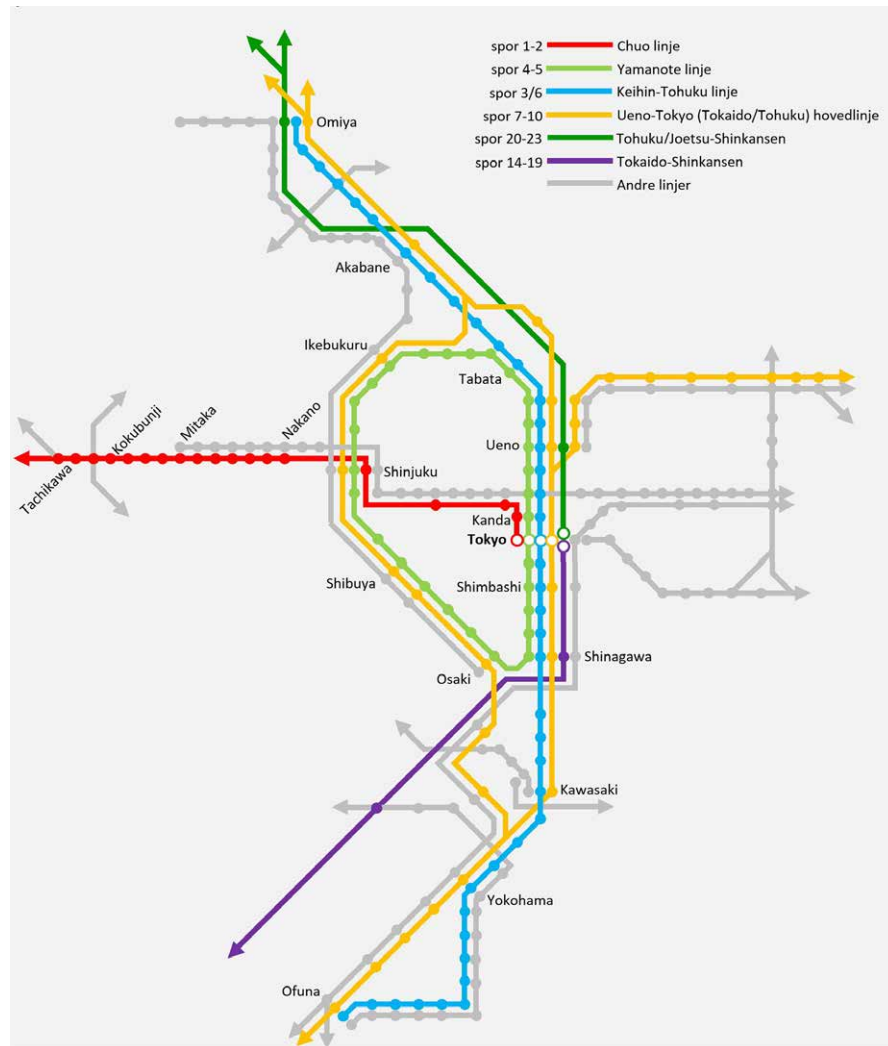 spor 1-2 Chuo linje
spor 4-5 Yamanote linje
spor 3/6 Keihin-Tohuku linje
spor 7-10 Ueno-Tokyo (Tokaido/Tohuku) hovedlinje
spor 20-23 Tohuku/Joetsu-Shinkansen
spor 14-19 Tokaido-Shinkansen
Andre linjer
Omiya
Akabane
Ikebukuru
Tabata
Tachikawa
Kokubunji
Mitaka
Nakano
Ueno
Shinjuku
Kanda
Tokyo
Shibuya
Shimbashi
Osaki
Shinagawa
Kawasaki
Yokohama
Ofuna